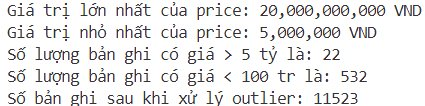 Giá trị lớn nhất của price: 20,000,000,000 VND
Giá trị nhỏ nhất của price: 5,000,000 VND
Số lượng bản ghi có giá > 5 tỷ là: 22
Số lượng bản ghi có giá < 100 tr là: 532
Số bản ghi sau khi xử lý outlier: 11523